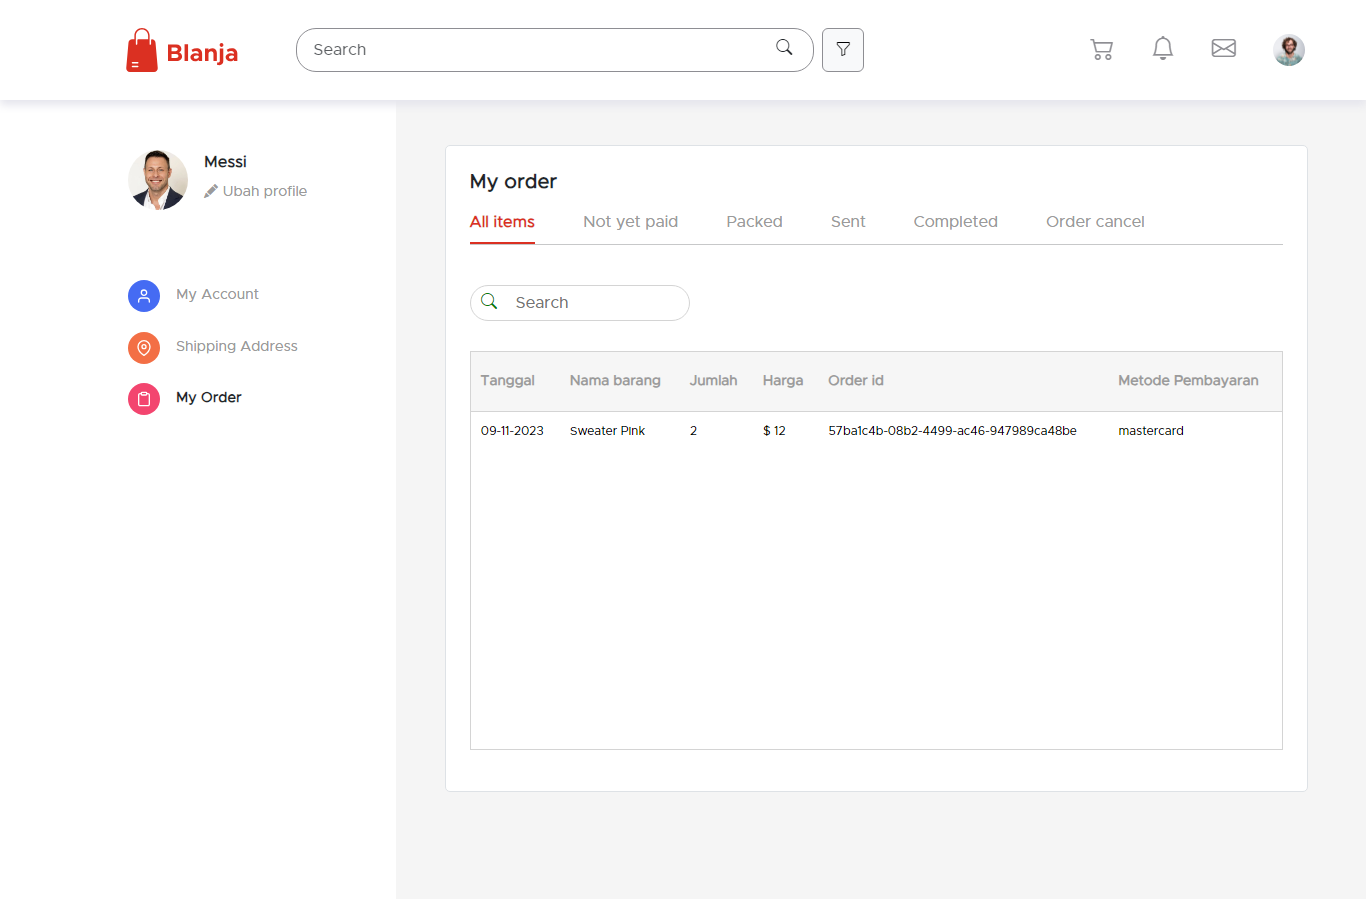 Blanja
Search
Messi
Ubah profile
My Account
Shipping Address
My Order
My order
All items Not yet paid Packed Sent Completed Order cancel
Search
Tanggal Nama barang Jumlah Harga Order id Metode Pembayaran
09-11-2023 Sweater Pink 2 $ 12 57ba1c4b-08b2-4499-ac46-947989ca48be mastercard